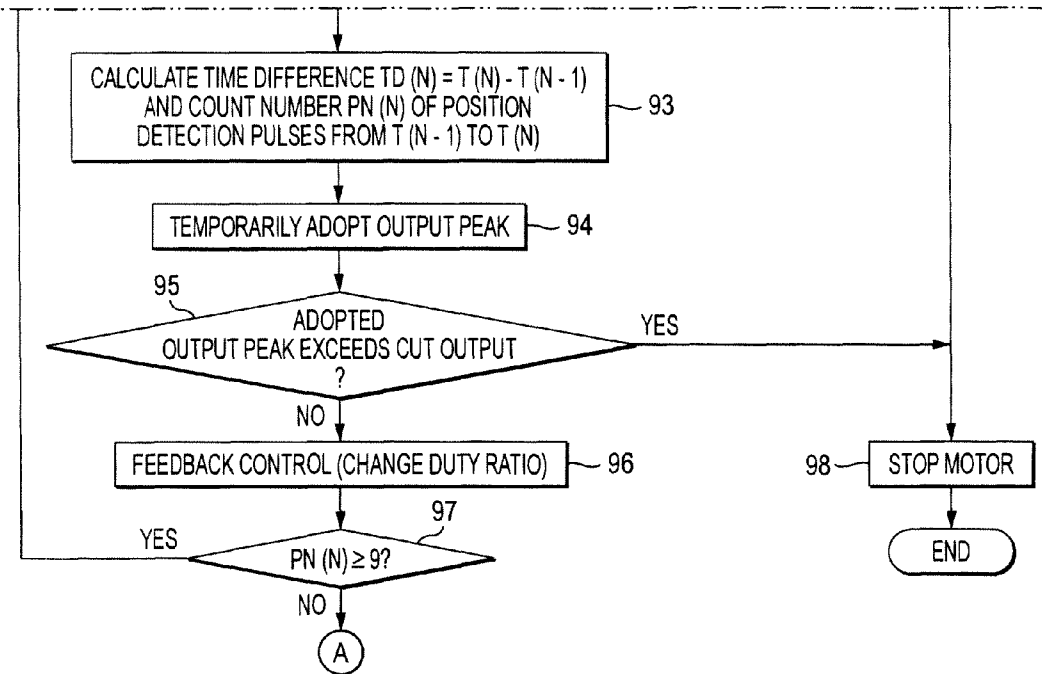 CALCULATE TIME DIFFERENCE TD (N) = T (N) - T (N - 1)
AND COUNT NUMBER PN (N) OF POSITION
DETECTION PULSES FROM T (N - 1) TO T (N)
93
TEMPORARILY ADOPT OUTPUT PEAK
94
95
ADOPTED
OUTPUT PEAK EXCEEDS CUT OUTPUT
?
YES
NO
FEEDBACK CONTROL (CHANGE DUTY RATIO)
96
98
STOP MOTOR
97
YES
PN (N) ≥ 9?
END
NO
A